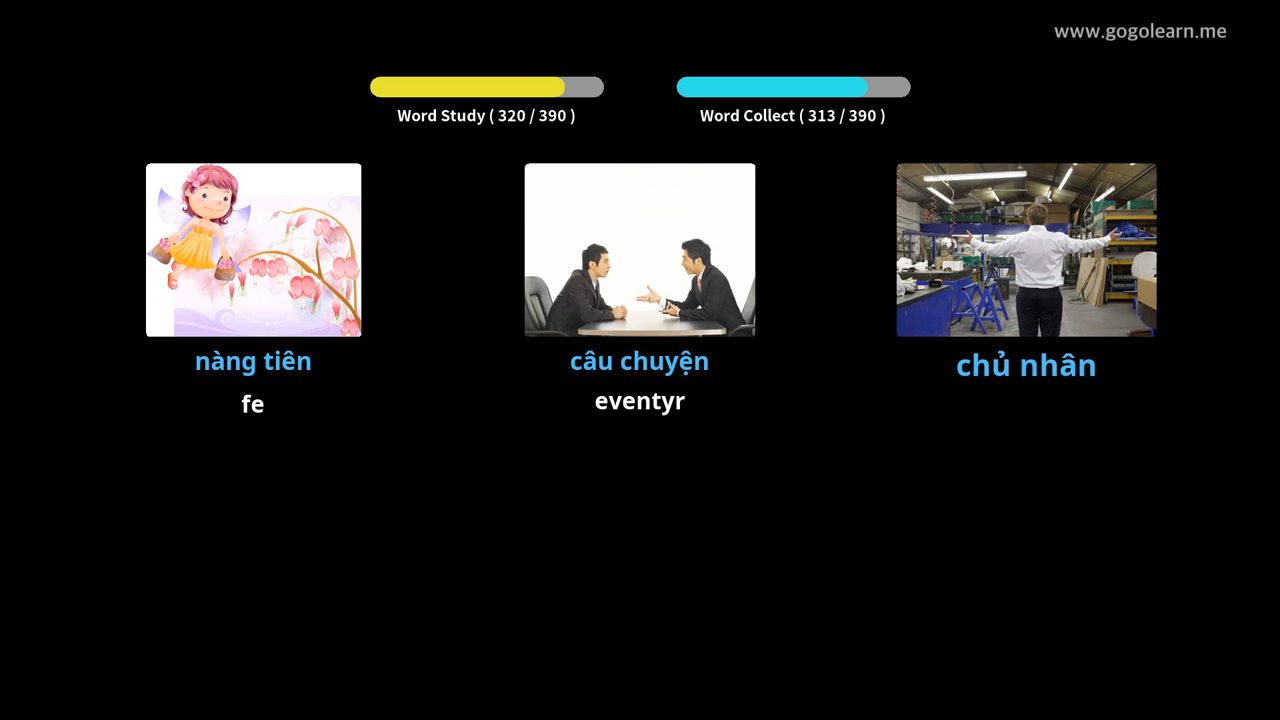 www.gogolearn.me
Word Study ( 320 / 390 )
Word Collect ( 313 / 390 )
nàng tiên
câu chuyện
chủ nhân
fe
eventyr